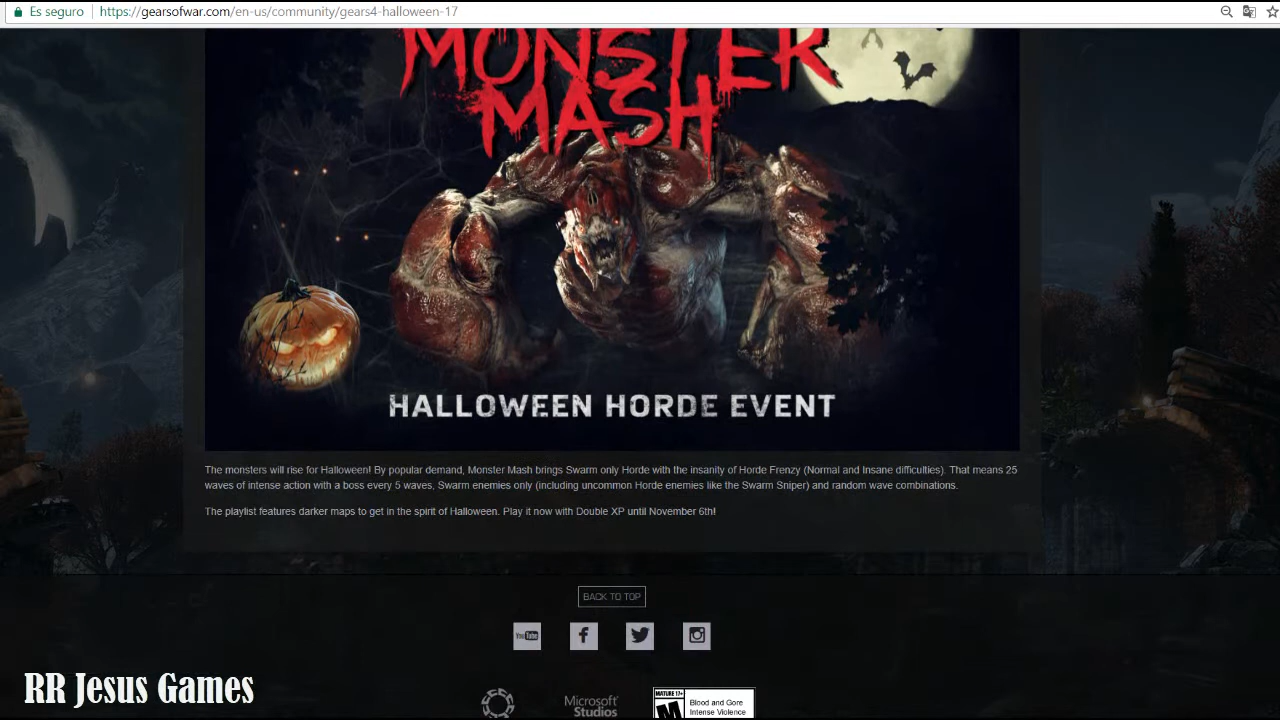 Es seguro
https://gearsofwar.com/en-us/community/gears4-halloween-17
MONSTER
MASH
HALLOWEEN HORDE EVENT
The monsters will rise for Halloween! By popular demand, Monster Mash brings Swarm only Horde with the insanity of Horde Frenzy (Normal and Insane difficulties). That means 25
waves of intense action with a boss every 5 waves, Swarm enemies only (including uncommon Horde enemies like the Swarm Sniper) and random wave combinations.
The playlist features darker maps to get in the spirit of Halloween. Play it now with Double XP until November 6th!
BACK TO TOP
YouTube
RR Jesus Games
Microsoft
Studios
MATURE 17+
M
Blood and Gore
Intense Violence